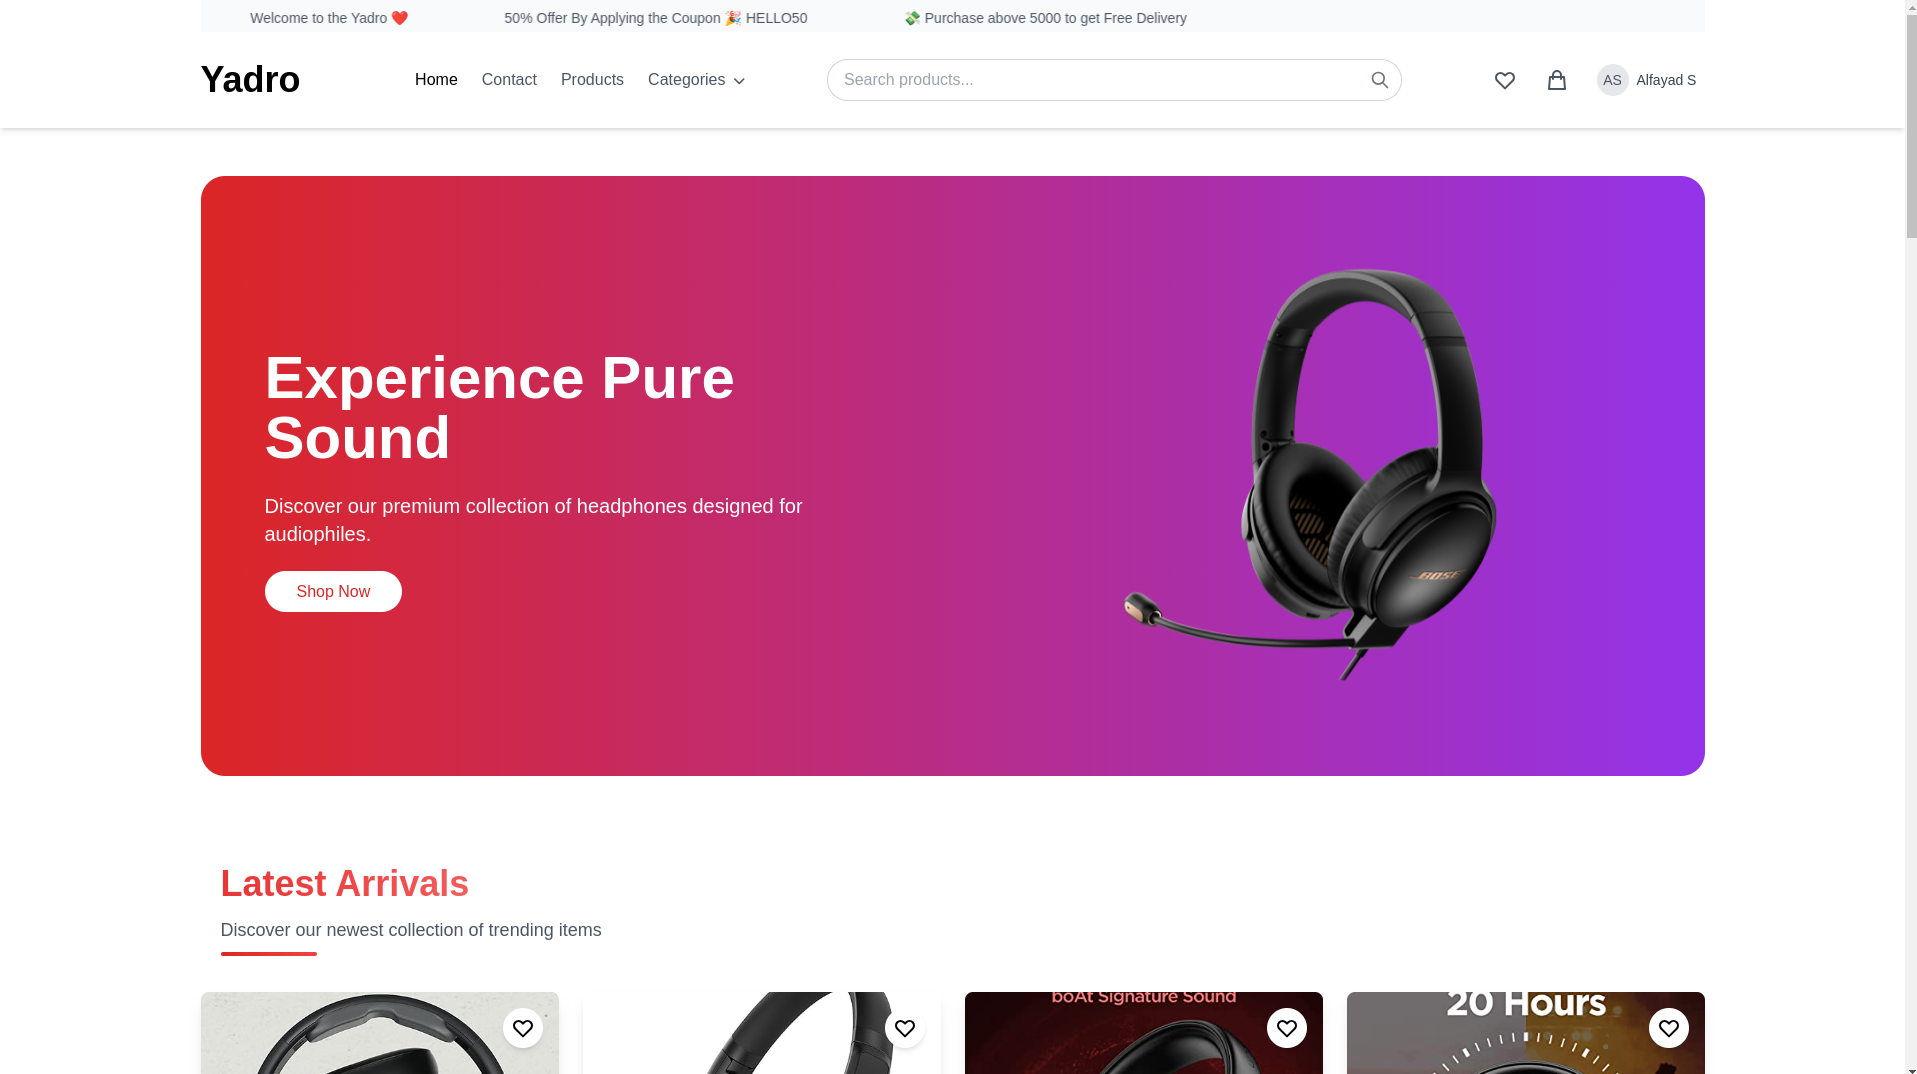 Welcome to the Yadro ❤️
50% Offer By Applying the Coupon 🎉 HELLO50
💸 Purchase above 5000 to get Free Delivery
Yadro
Home
Contact
Products
Categories
Search products...
AS
Alfayad S
Experience Pure
Sound
Discover our premium collection of headphones designed for
audiophiles.
Shop Now
BOSE
Latest Arrivals
Discover our newest collection of trending items
boAt Signature Sound
20 Hours